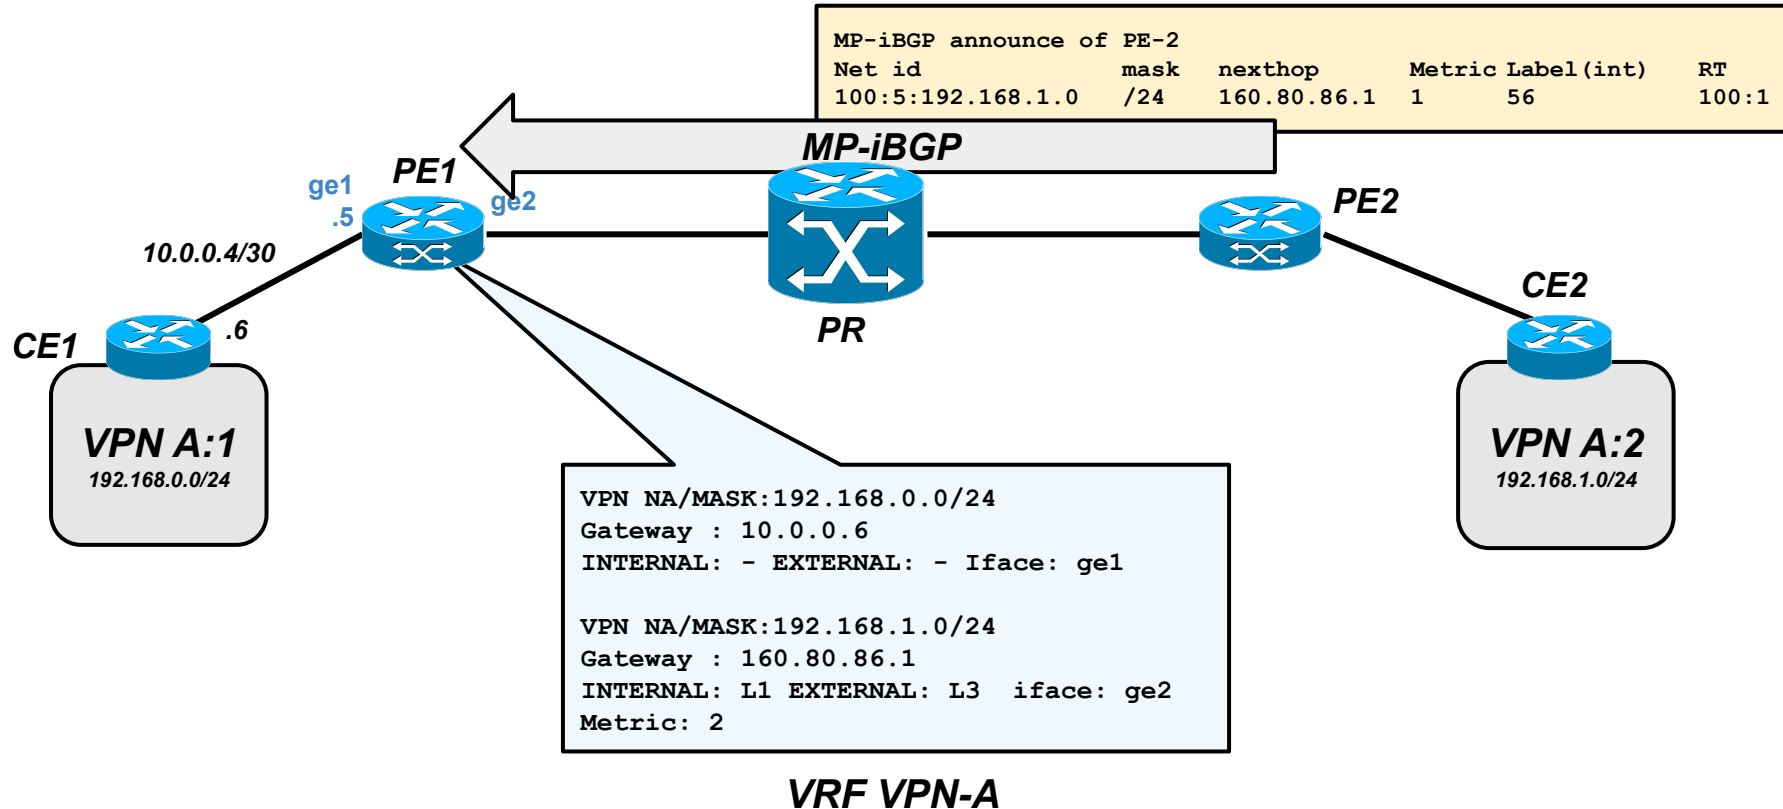 MP-iBGP announce of PE-2
Net id mask nexthop Metric Label(int) RT
100:5:192.168.1.0 /24 160.80.86.1 1 56 100:1
MP-iBGP
PE1
ge1
.5
ge2
PE2
10.0.0.4/30
.6
CE1
PR
CE2
VPN A:1
192.168.0.0/24
VPN A:2
192.168.1.0/24
VPN NA/MASK:192.168.0.0/24
Gateway : 10.0.0.6
INTERNAL: - EXTERNAL: - Iface: ge1
VPN NA/MASK:192.168.1.0/24
Gateway : 160.80.86.1
INTERNAL: L1 EXTERNAL: L3 iface: ge2
Metric: 2
VRF VPN-A